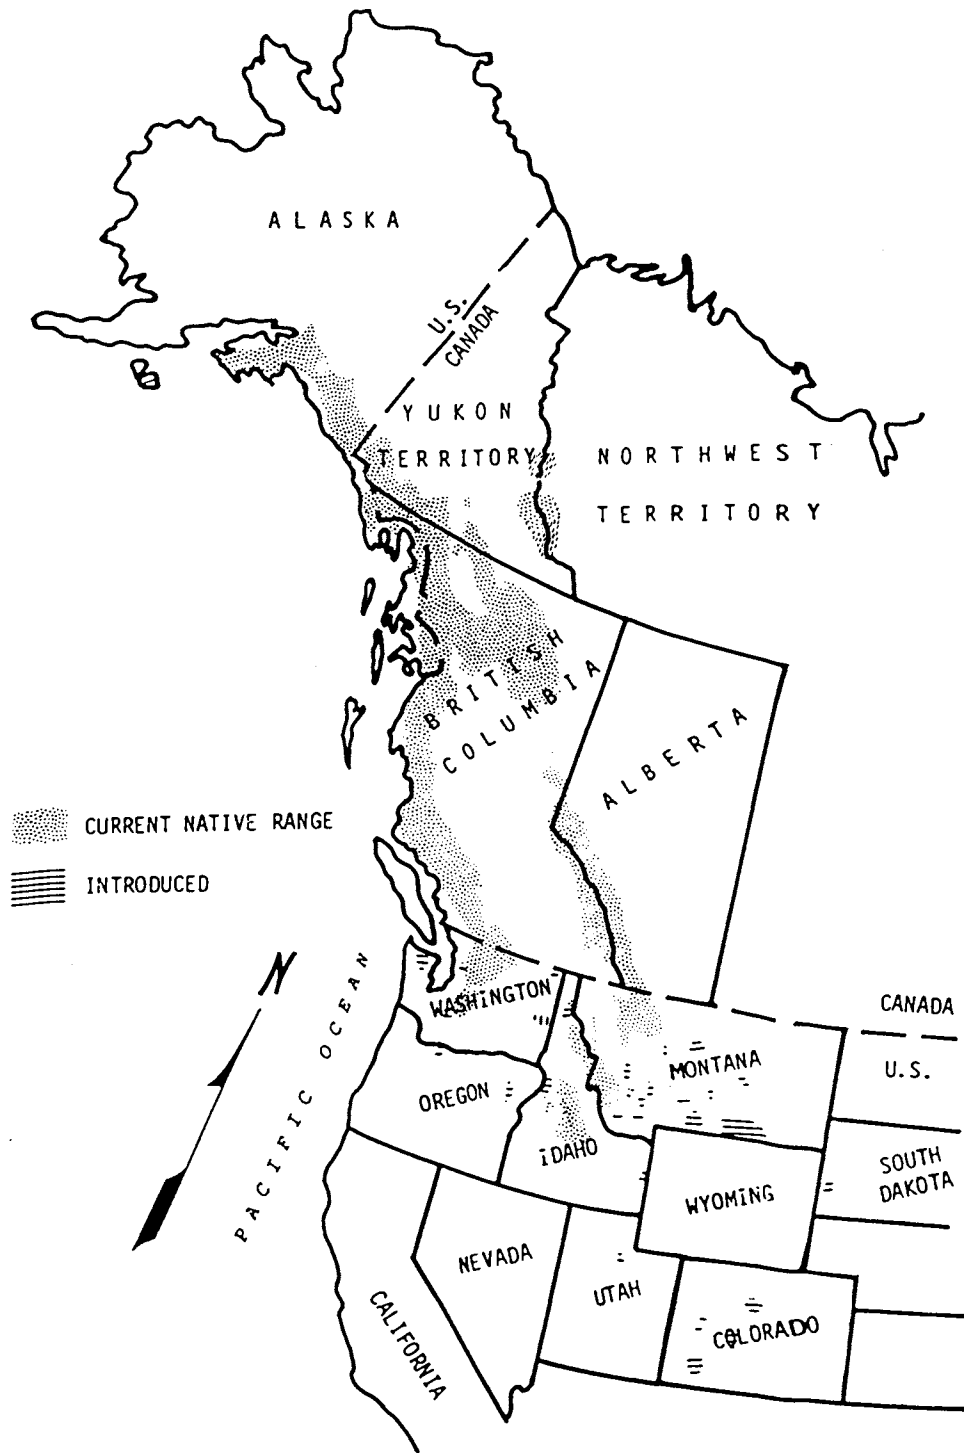 ALASKA
U.S.
CANADA
YUKON
TERRITORY
NORTHWEST
TERRITORY
BRITISH
COLUMBIA
ALBERTA
CURRENT NATIVE RANGE
INTRODUCED
N
PACIFIC OCEAN
WASHiNGTON
CANADA
U.S.
MONTANA
OREGON
iDAHO
SOUTH
DAKOTA
WYOMiNG
NEVADA
UTAH
COLORADO
CALiFORNiA